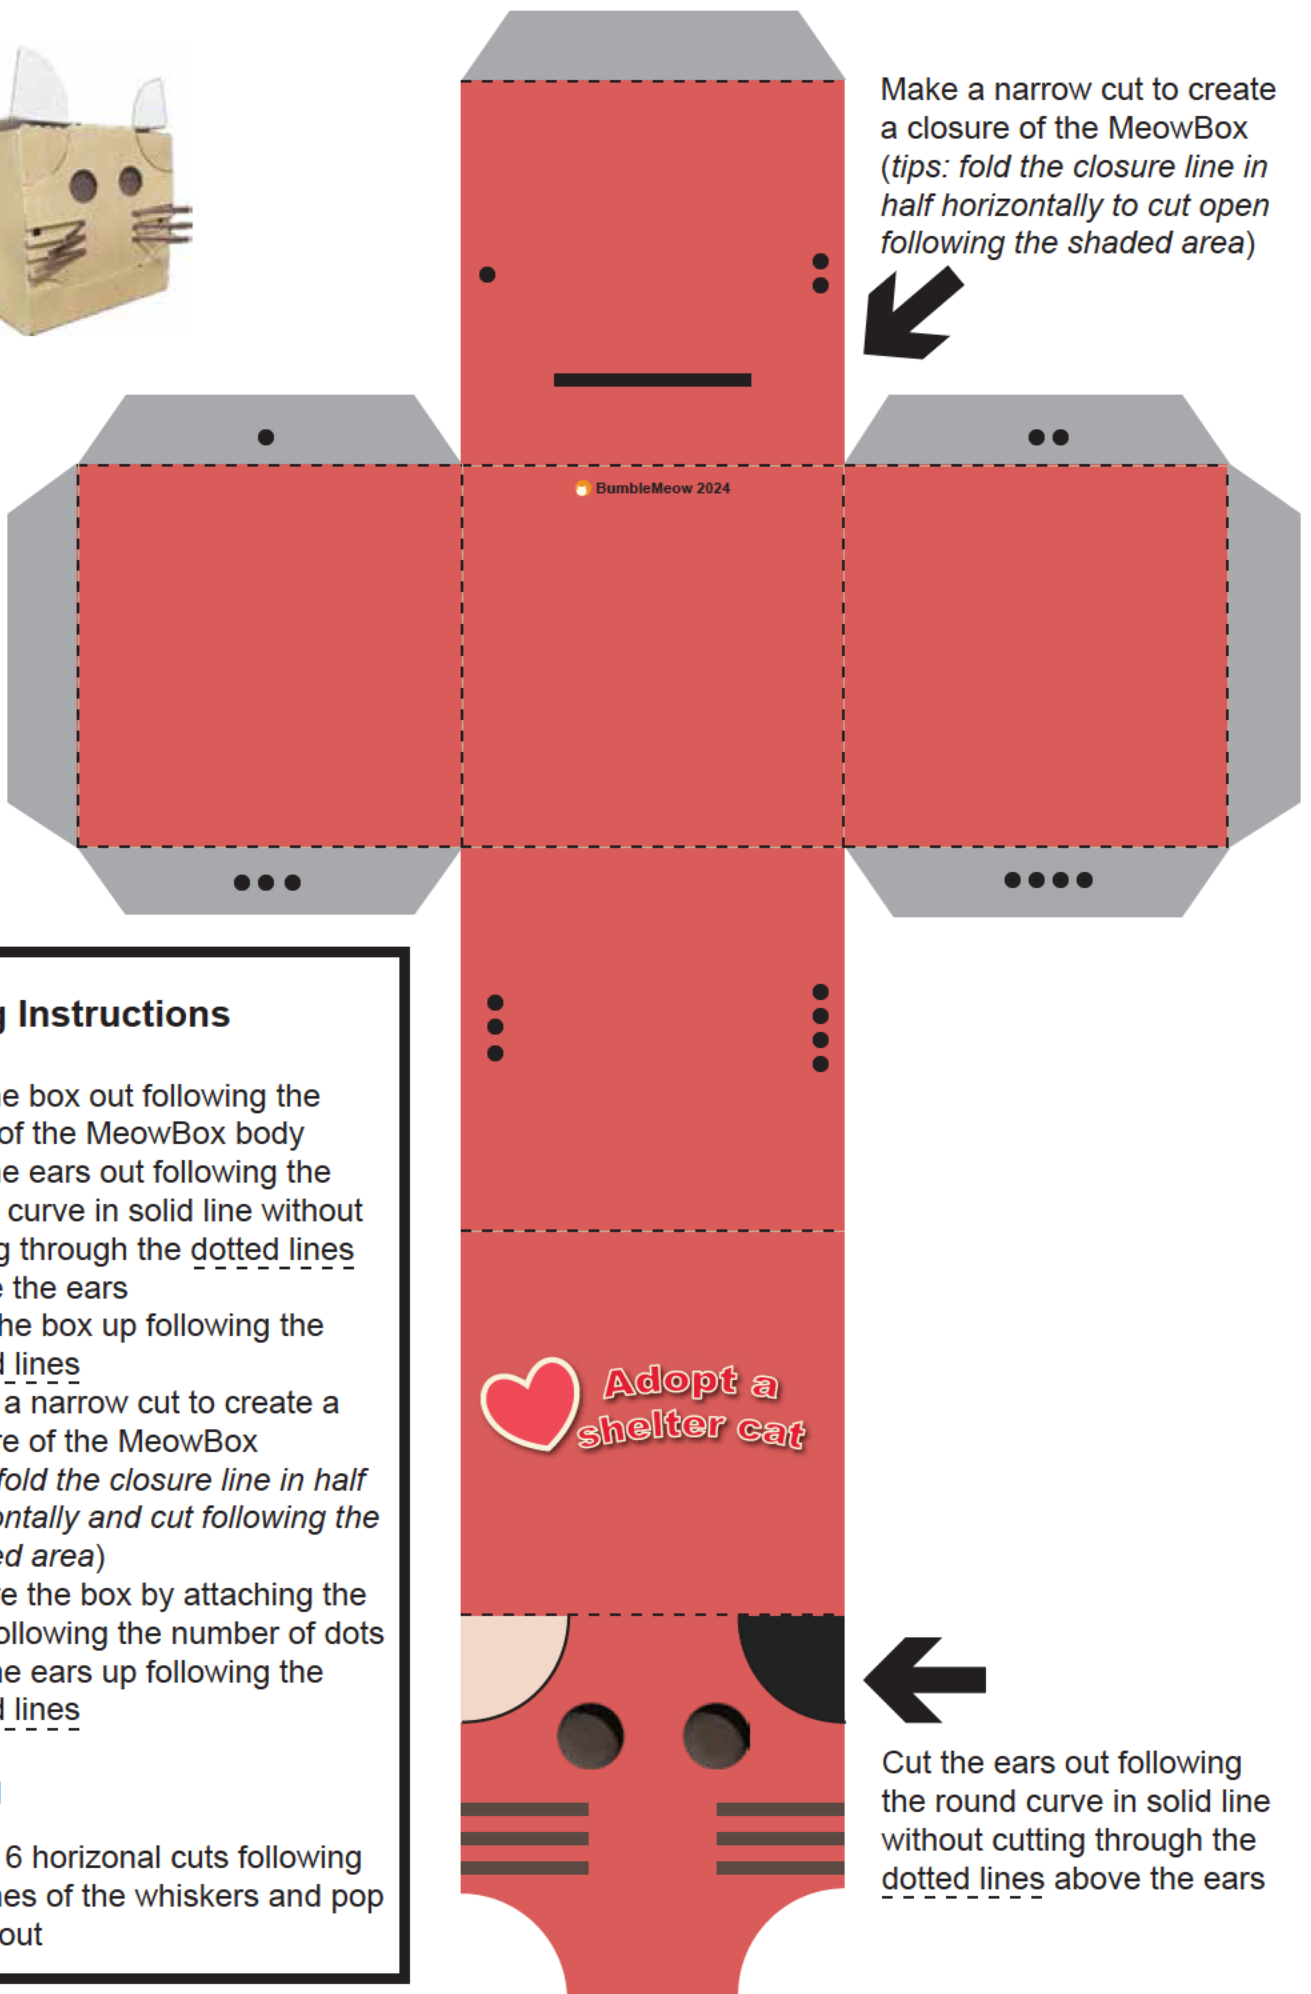 Make a narrow cut to create
a closure of the MeowBox
(tips: fold the closure line in
half horizontally to cut open
following the shaded area)
BumbleMeow 2024
Instructions
box out following the
of the MeowBox body
ears out following the
curve in solid line without
through the dotted lines
the ears
box up following the
lines
a narrow cut to create a
of the MeowBox
fold the closure line in half
and cut following the
area)
the box by attaching the
following the number of dots
ears up following the
lines
6 horizonal cuts following
of the whiskers and pop
out
Adopt a
shelter cat
Cut the ears out following
the round curve in solid line
without cutting through the
dotted lines above the ears